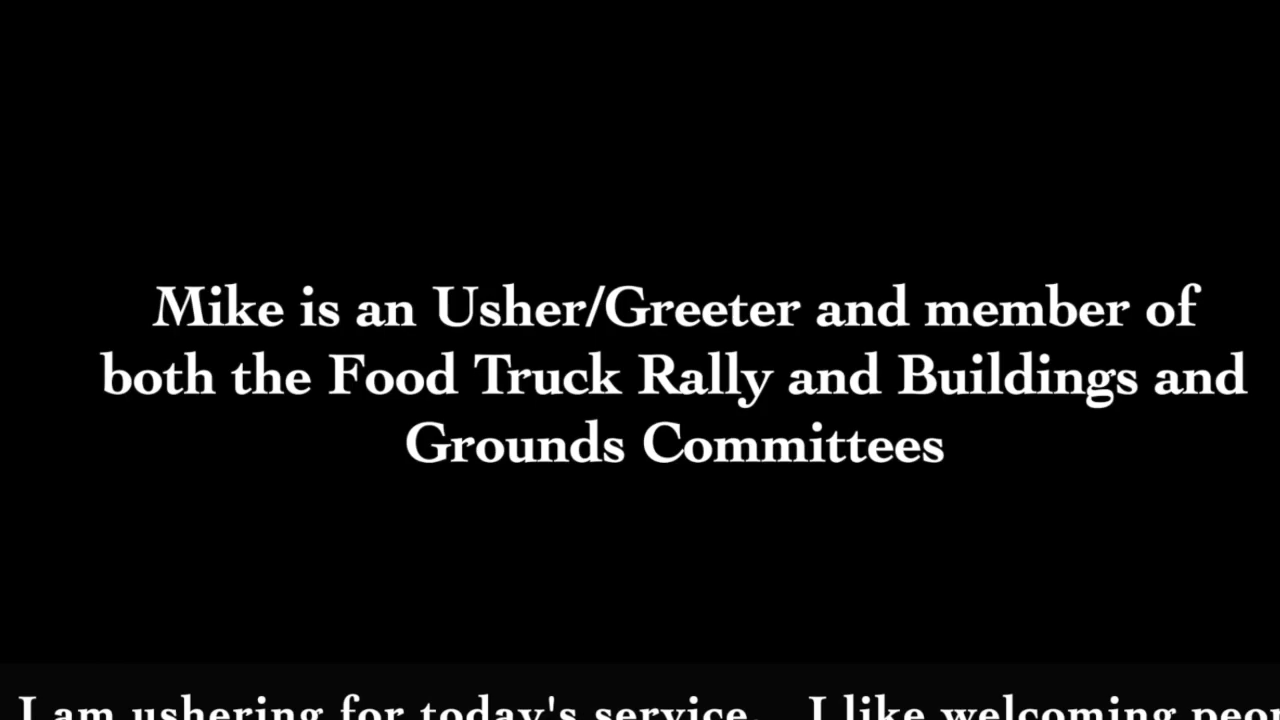 Mike is an Usher/Greeter and member of
both the Food Truck Rally and Buildings and
Grounds Committees
I am ushering for today's service. I like welcoming